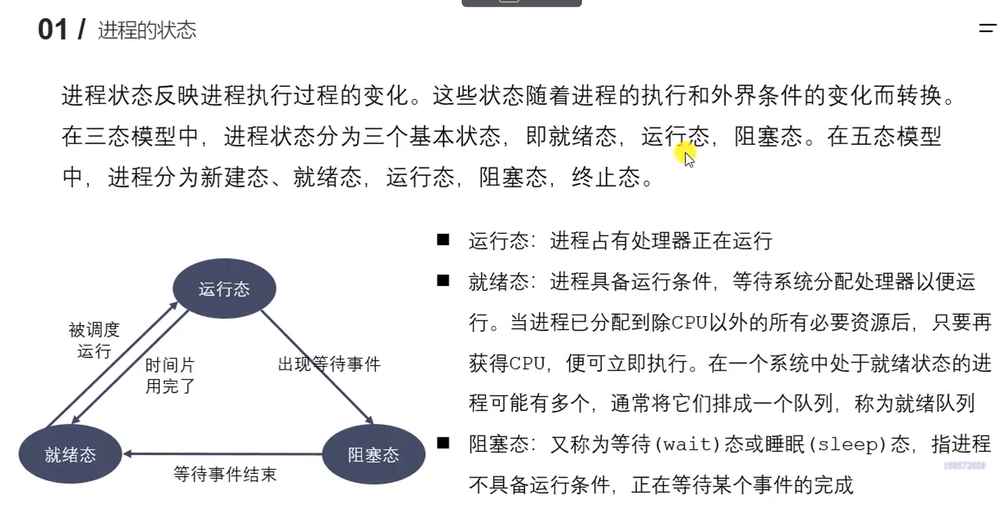 01 / 进程的状态
进程状态反映进程执行过程的变化。这些状态随着进程的执行和外界条件的变化而转换。
在三态模型中，进程状态分为三个基本状态，即就绪态，运行态，阻塞态。在五态模型
中，进程分为新建态、就绪态，运行态，阻塞态，终止态。
运行态
被调度
运行
时间片
用完了
出现等待事件
就绪态
阻塞态
等待事件结束
■ 运行态：进程占有处理器正在运行
■ 就绪态：进程具备运行条件，等待系统分配处理器以便运
行。当进程已分配到除CPU以外的所有必要资源后，只要再
获得CPU，便可立即执行。在一个系统中处于就绪状态的进
程可能有多个，通常将它们排成一个队列，称为就绪队列
■ 阻塞态：又称为等待(wait)态或睡眠(sleep)态，指进程
不具备运行条件，正在等待某个事件的完成
199572609